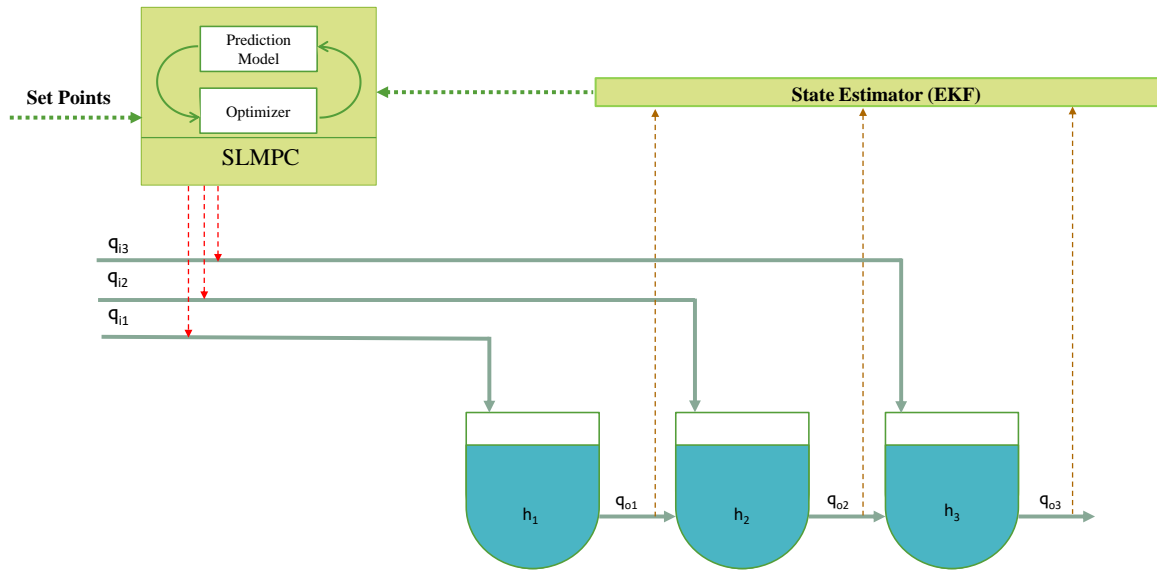 Prediction
Model
Optimizer
SLMPC
Set Points
State Estimator (EKF)
qi3
qi2
qi1
h1
qo1
h2
qo2
h3
qo3